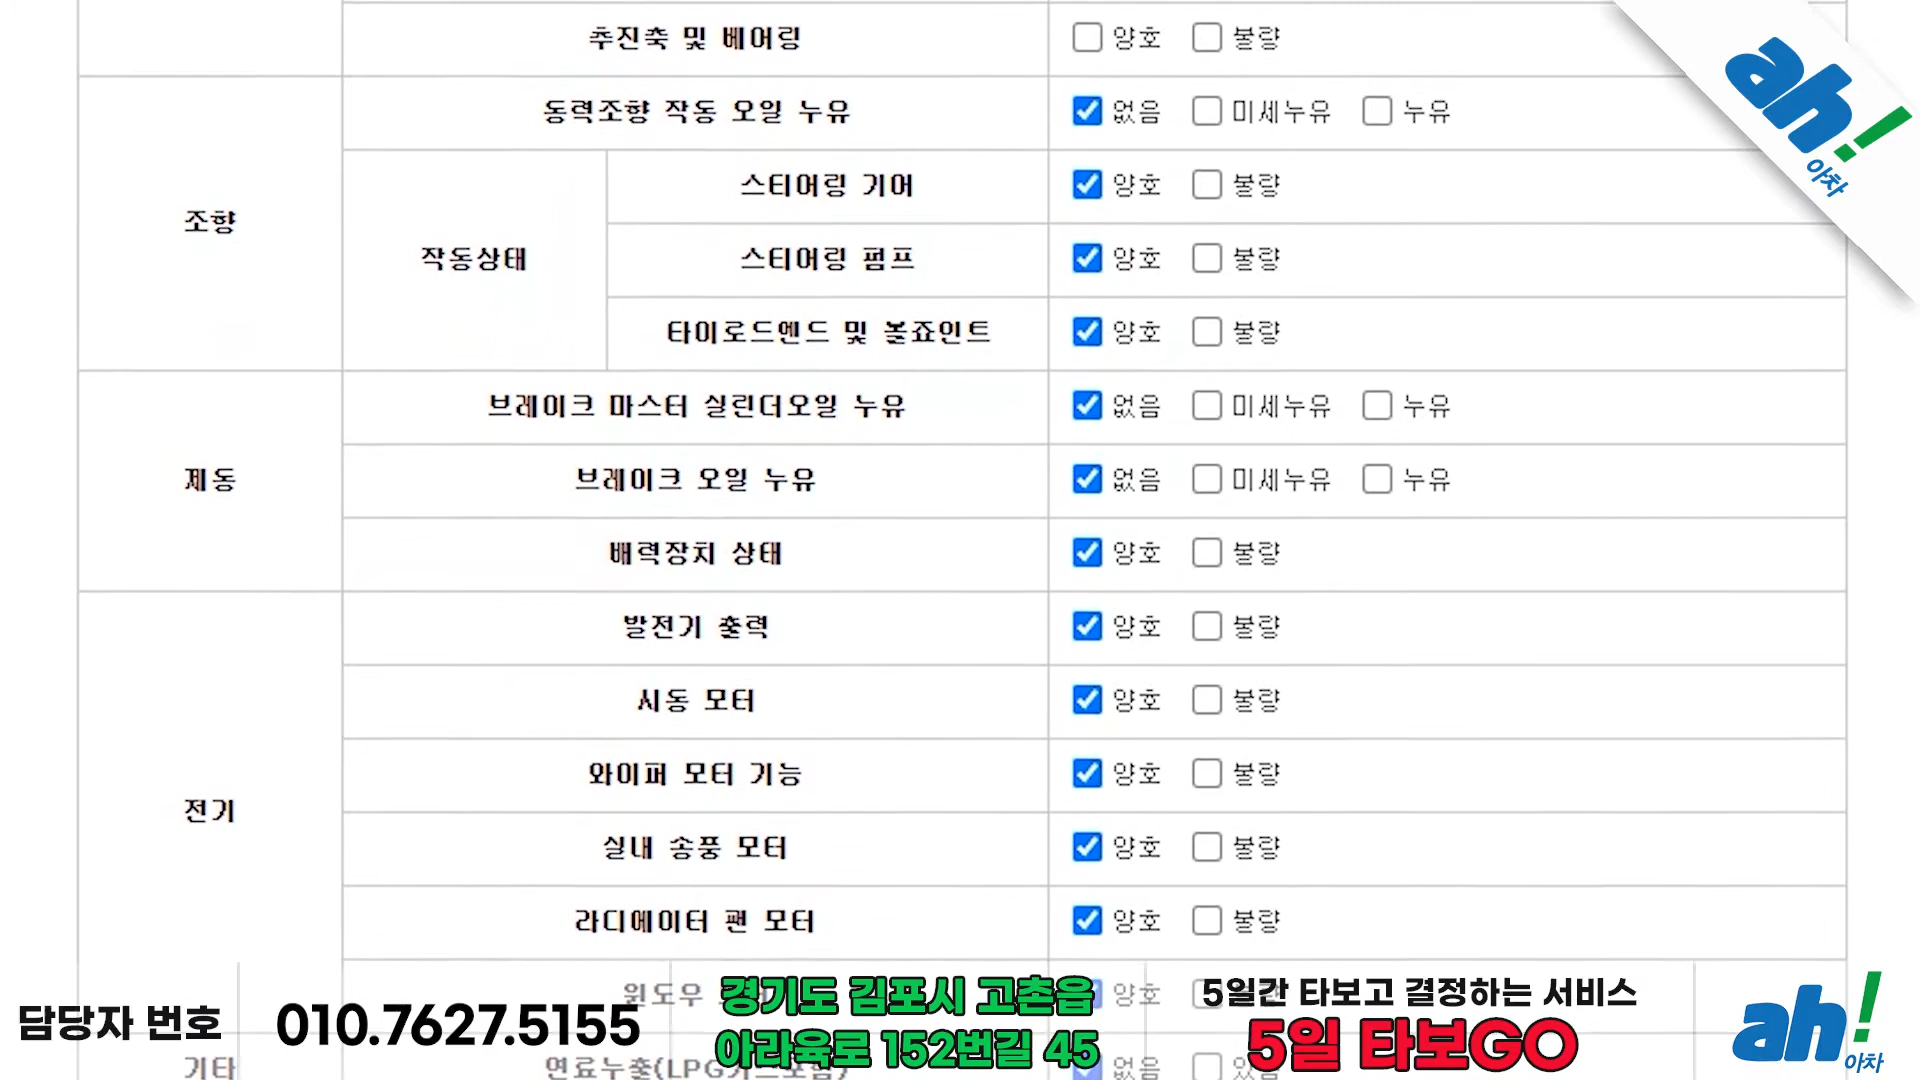 추진축 및 베어링 양호 불량
동력조향 작동 오일 누유 없음 미세누유 누유
조향
작동상태
스티어링 기어 양호 불량
스티어링 펌프 양호 불량
타이로드엔드 및 볼죠인트 양호 불량
제동
브레이크 마스터 실린더오일 누유 없음 미세누유 누유
브레이크 오일 누유 없음 미세누유 누유
배력장치 상태 양호 불량
전기
발전기 출력 양호 불량
시동 모터 양호 불량
와이퍼 모터 기능 양호 불량
실내 송풍 모터 양호 불량
라디에이터 팬 모터 양호 불량
윈도우 양호
기타 연료누출(LPG 없음
ah!
아차
담당자 번호 010.7627.5155
경기도 김포시 고촌읍
아라육로 152번길 45
5일간 타보고 결정하는 서비스
5일 타보GO
ah!
아차